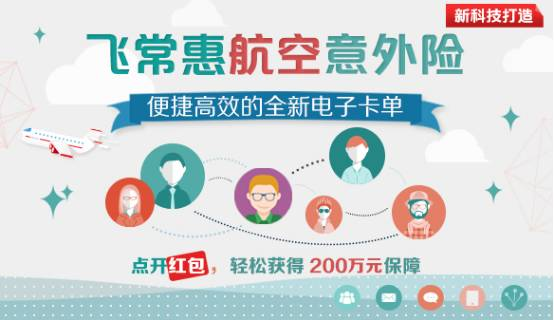 新科技打造
飞常惠航空意外险
便捷高效的全新电子卡单
点开红包，轻松获得 200万元保障